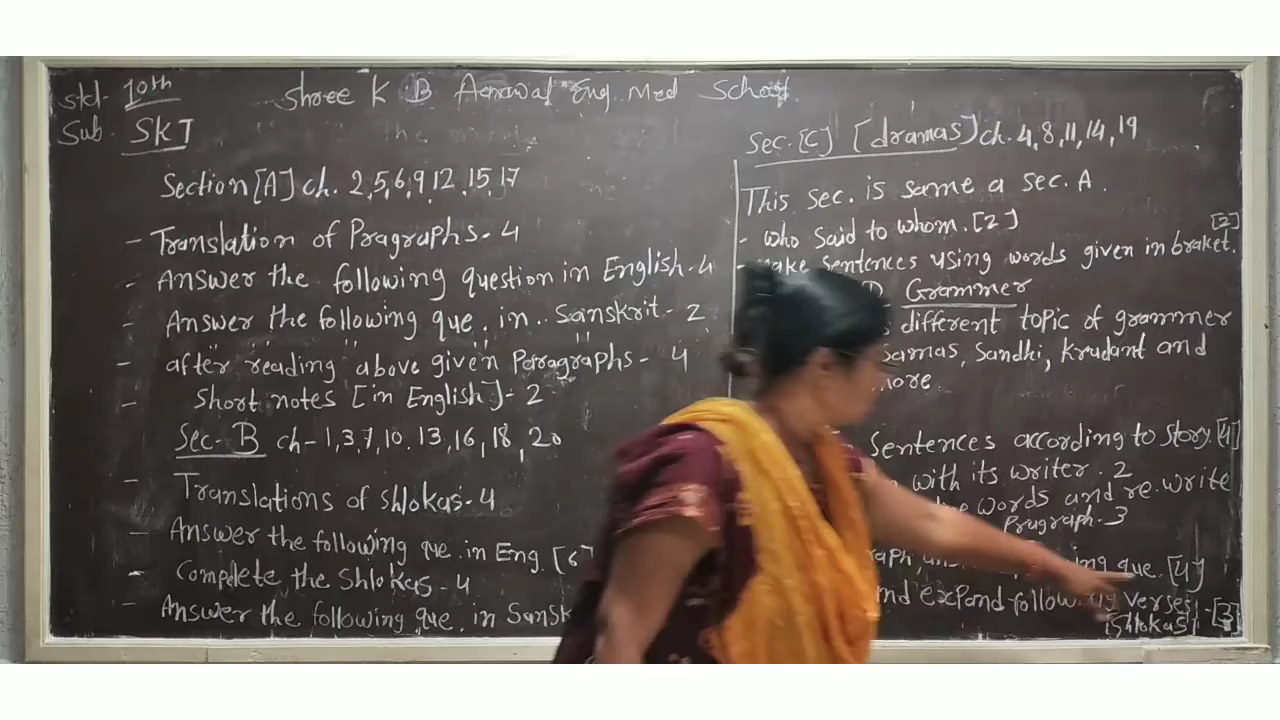 Std- 10th
Shree K B Agrawal Eng. Med School.
Sub. SKT
Section [A] ch. 2,5,6,9,12,15,17
- Translation of Pragraphs- 4
- Answer the following question in English-4
- Answer the following que. in.. Sanskrit - 2
- after reading above given Paragraphs- 4
- Short notes [in English]- 2
Sec- B ch-1,3,7,10.13,16,18,20
- Translations of Shlokas-4
- Answer the following que. in Eng. [6
- Complete the Shlokas- 4
- Answer the following que. in Sansk
Sec. [C] [dramas] ch. 4,8,11,14,19
This sec. is same a sec. A.
- who Said to whom. [2]
[2]
- make sentences using words given in braket.
Grammer
different topic of grammer
Samas, Sandhi, Krudant and
more.
Sentences according to Story. [4]
with its writer. 2
words and re-write
Prugraph-3
ing que. [4]
and expand following verses
[Shlokas] - [3]